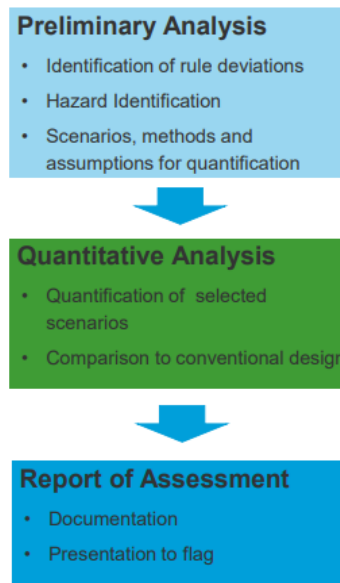 Preliminary Analysis
• Identification of rule deviations
• Hazard Identification
• Scenarios, methods and
assumptions for quantification
Quantitative Analysis
• Quantification of selected
scenarios
• Comparison to conventional design
Report of Assessment
• Documentation
• Presentation to flag